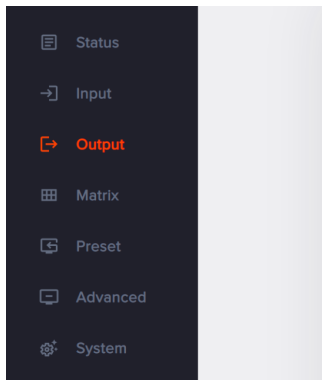 Status
Input
Output
Matrix
Preset
Advanced
System